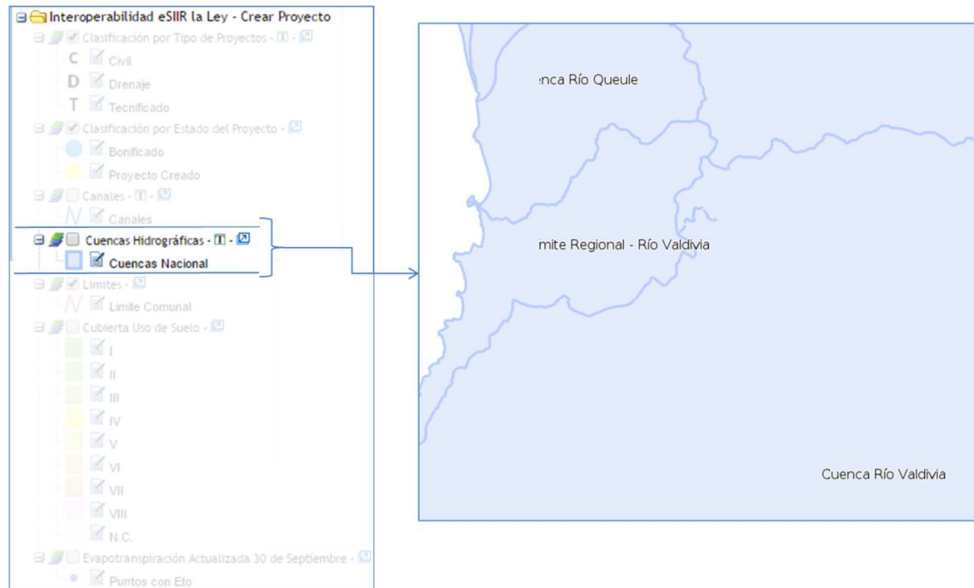 Interoperabilidad eSIIR la Ley - Crear Proyecto
Clasificación por Tipo de Proyectos - T -
C Civil
D Drenaje
T Tecnificado
Clasificación por Estado del Proyecto -
Bonificado
Proyecto Creado
Canales - T -
Canales
Cuencas Hidrográficas - T -
Cuencas Nacional
Limites -
Limite Comunal
Cubierta Uso de Suelo -
I
II
III
IV
V
VI
VII
VIII
N.C.
Evapotranspiración Actualizada 30 de Septiembre -
Puntos con Eto
nca Río Queule
mite Regional - Río Valdivia
Cuenca Río Valdivia